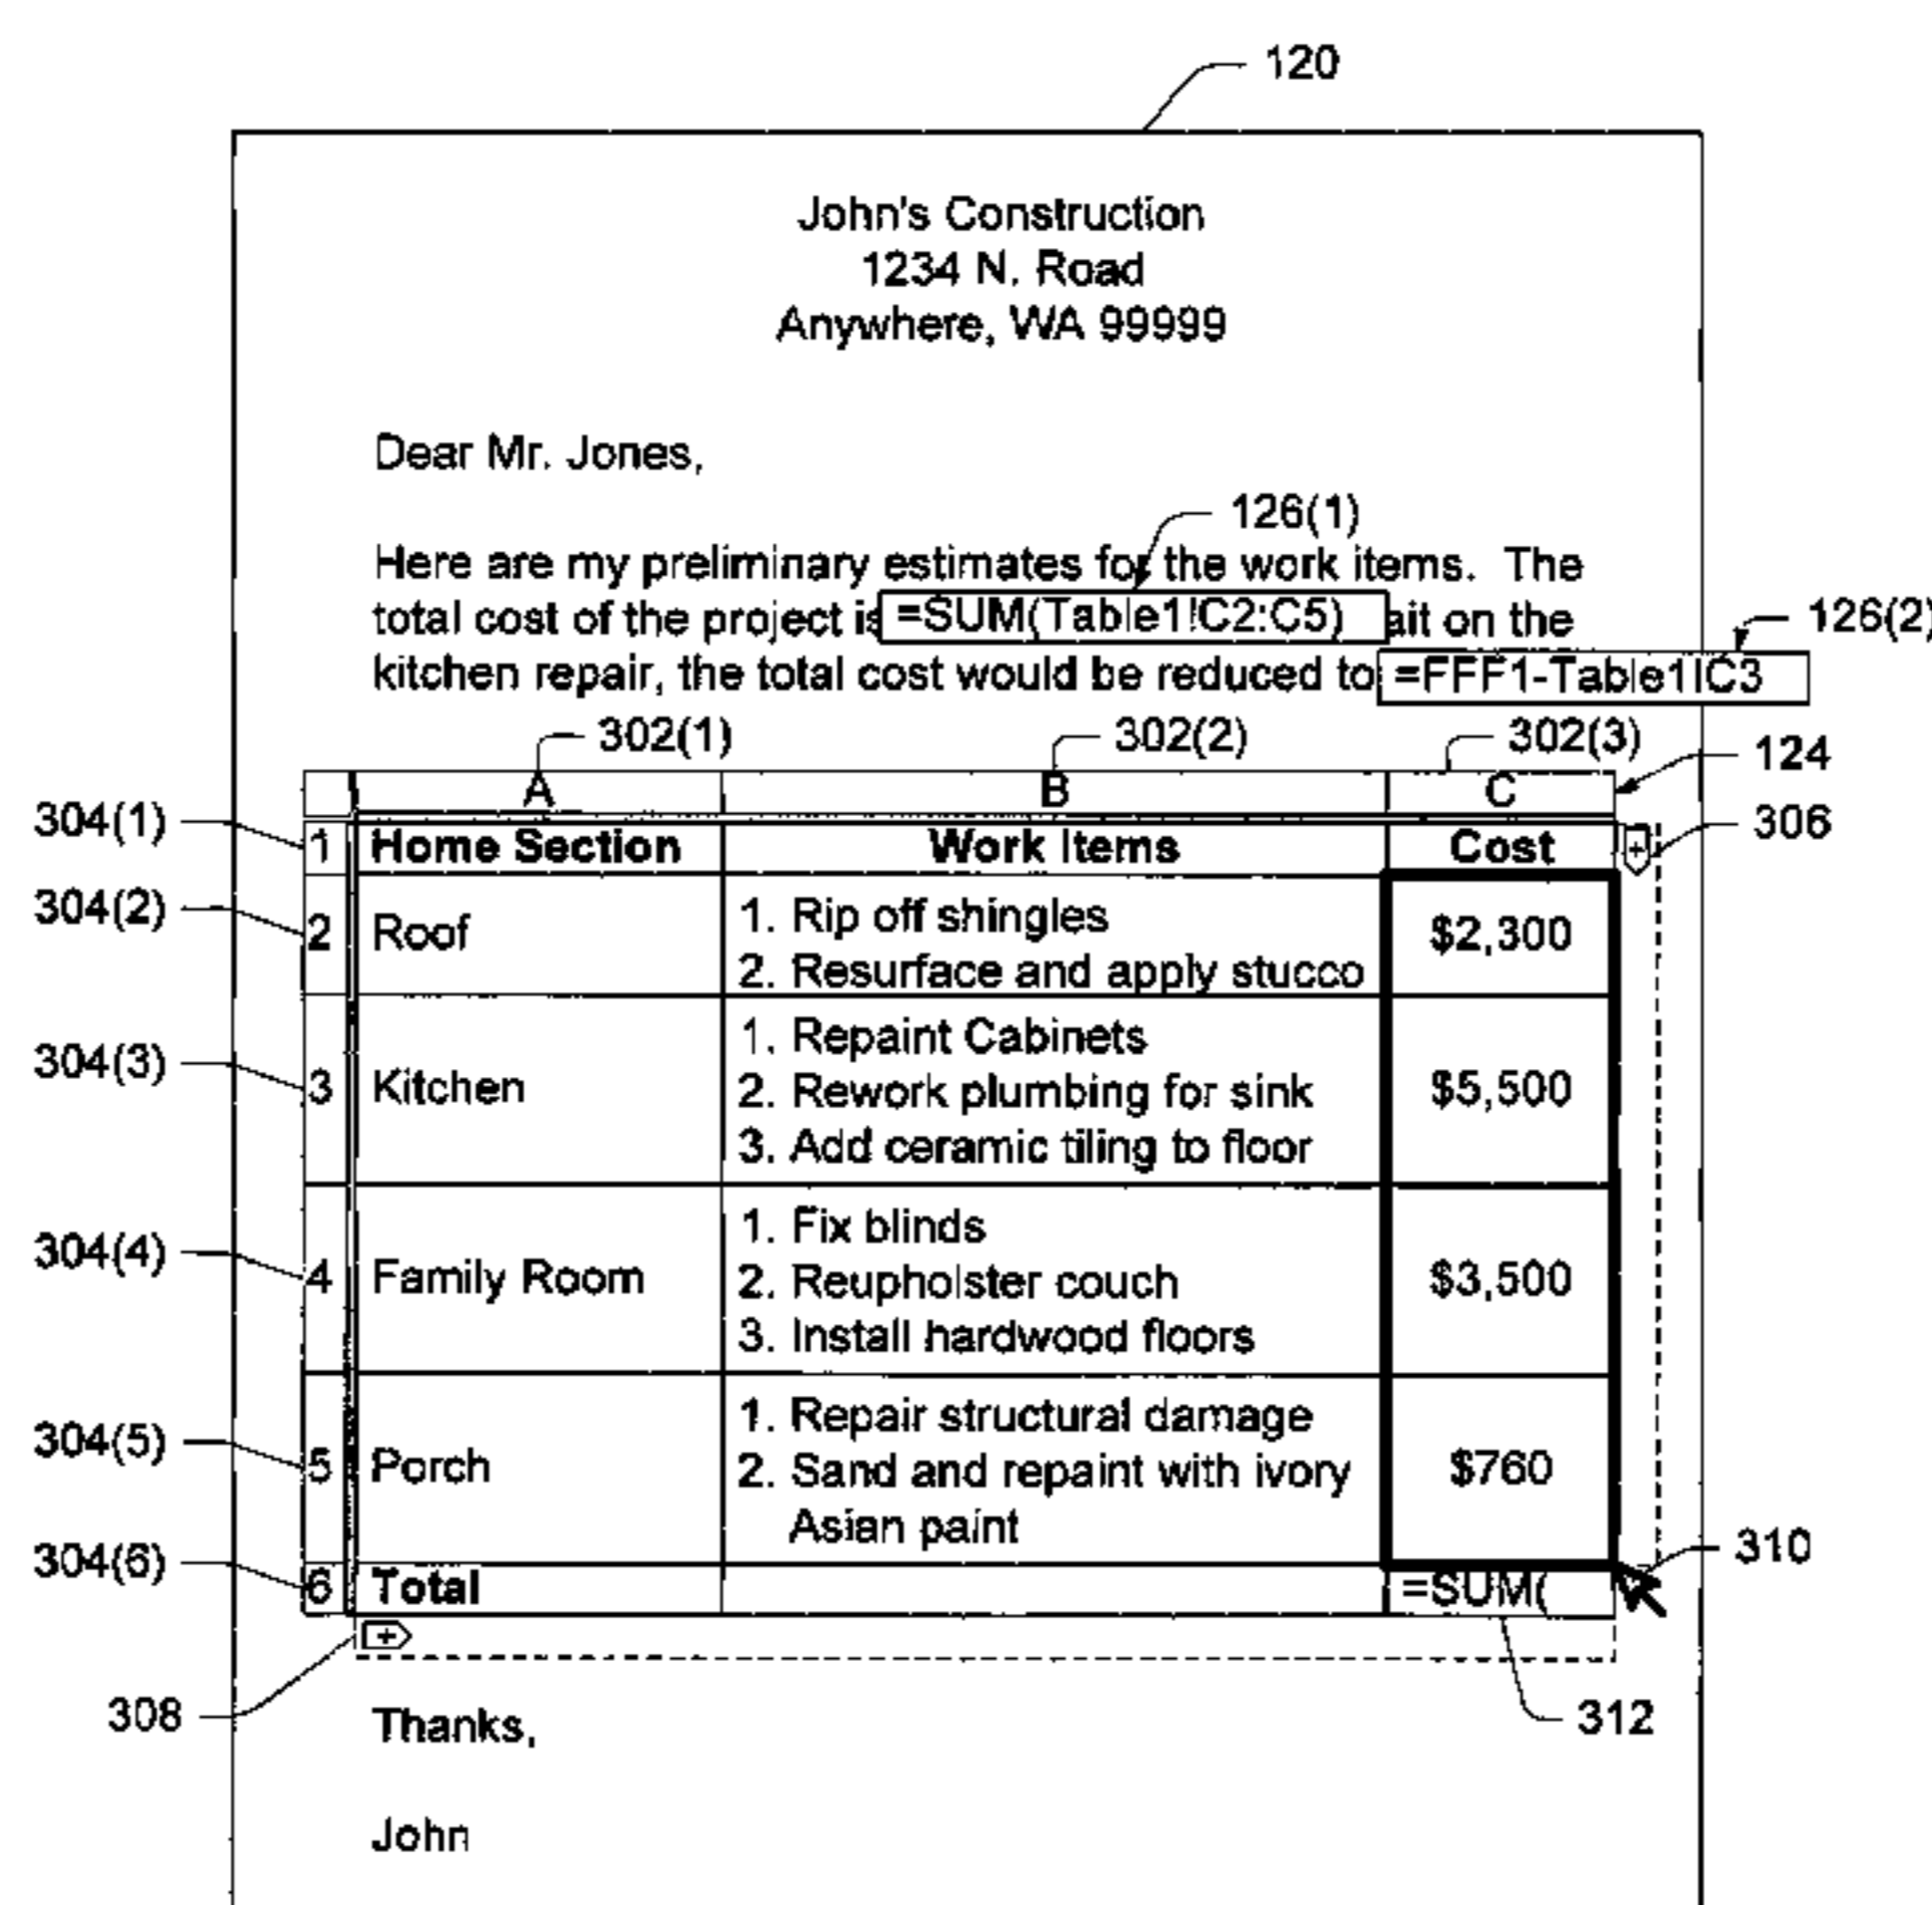 120
John's Construction
1234 N. Road
Anywhere, WA 99999
Dear Mr. Jones,
126(1)
Here are my preliminary estimates for the work items. The
total cost of the project is =SUM(Table1!C2:C5) ait on the
126(2)
kitchen repair, the total cost would be reduced to =FFF1-Table1!C3
302(1) 302(2) 302(3)
124
A B C
304(1)
306
1 Home Section Work Items Cost
+
304(2)
2 Roof
1. Rip off shingles
2. Resurface and apply stucco
$2,300
304(3)
3 Kitchen
1. Repaint Cabinets
2. Rework plumbing for sink
3. Add ceramic tiling to floor
$5,500
304(4)
4 Family Room
1. Fix blinds
2. Reupholster couch
3. Install hardwood floors
$3,500
304(5)
5 Porch
1. Repair structural damage
2. Sand and repaint with ivory
Asian paint
$760
310
304(6)
6 Total =SUM(
+
308
312
Thanks,
John